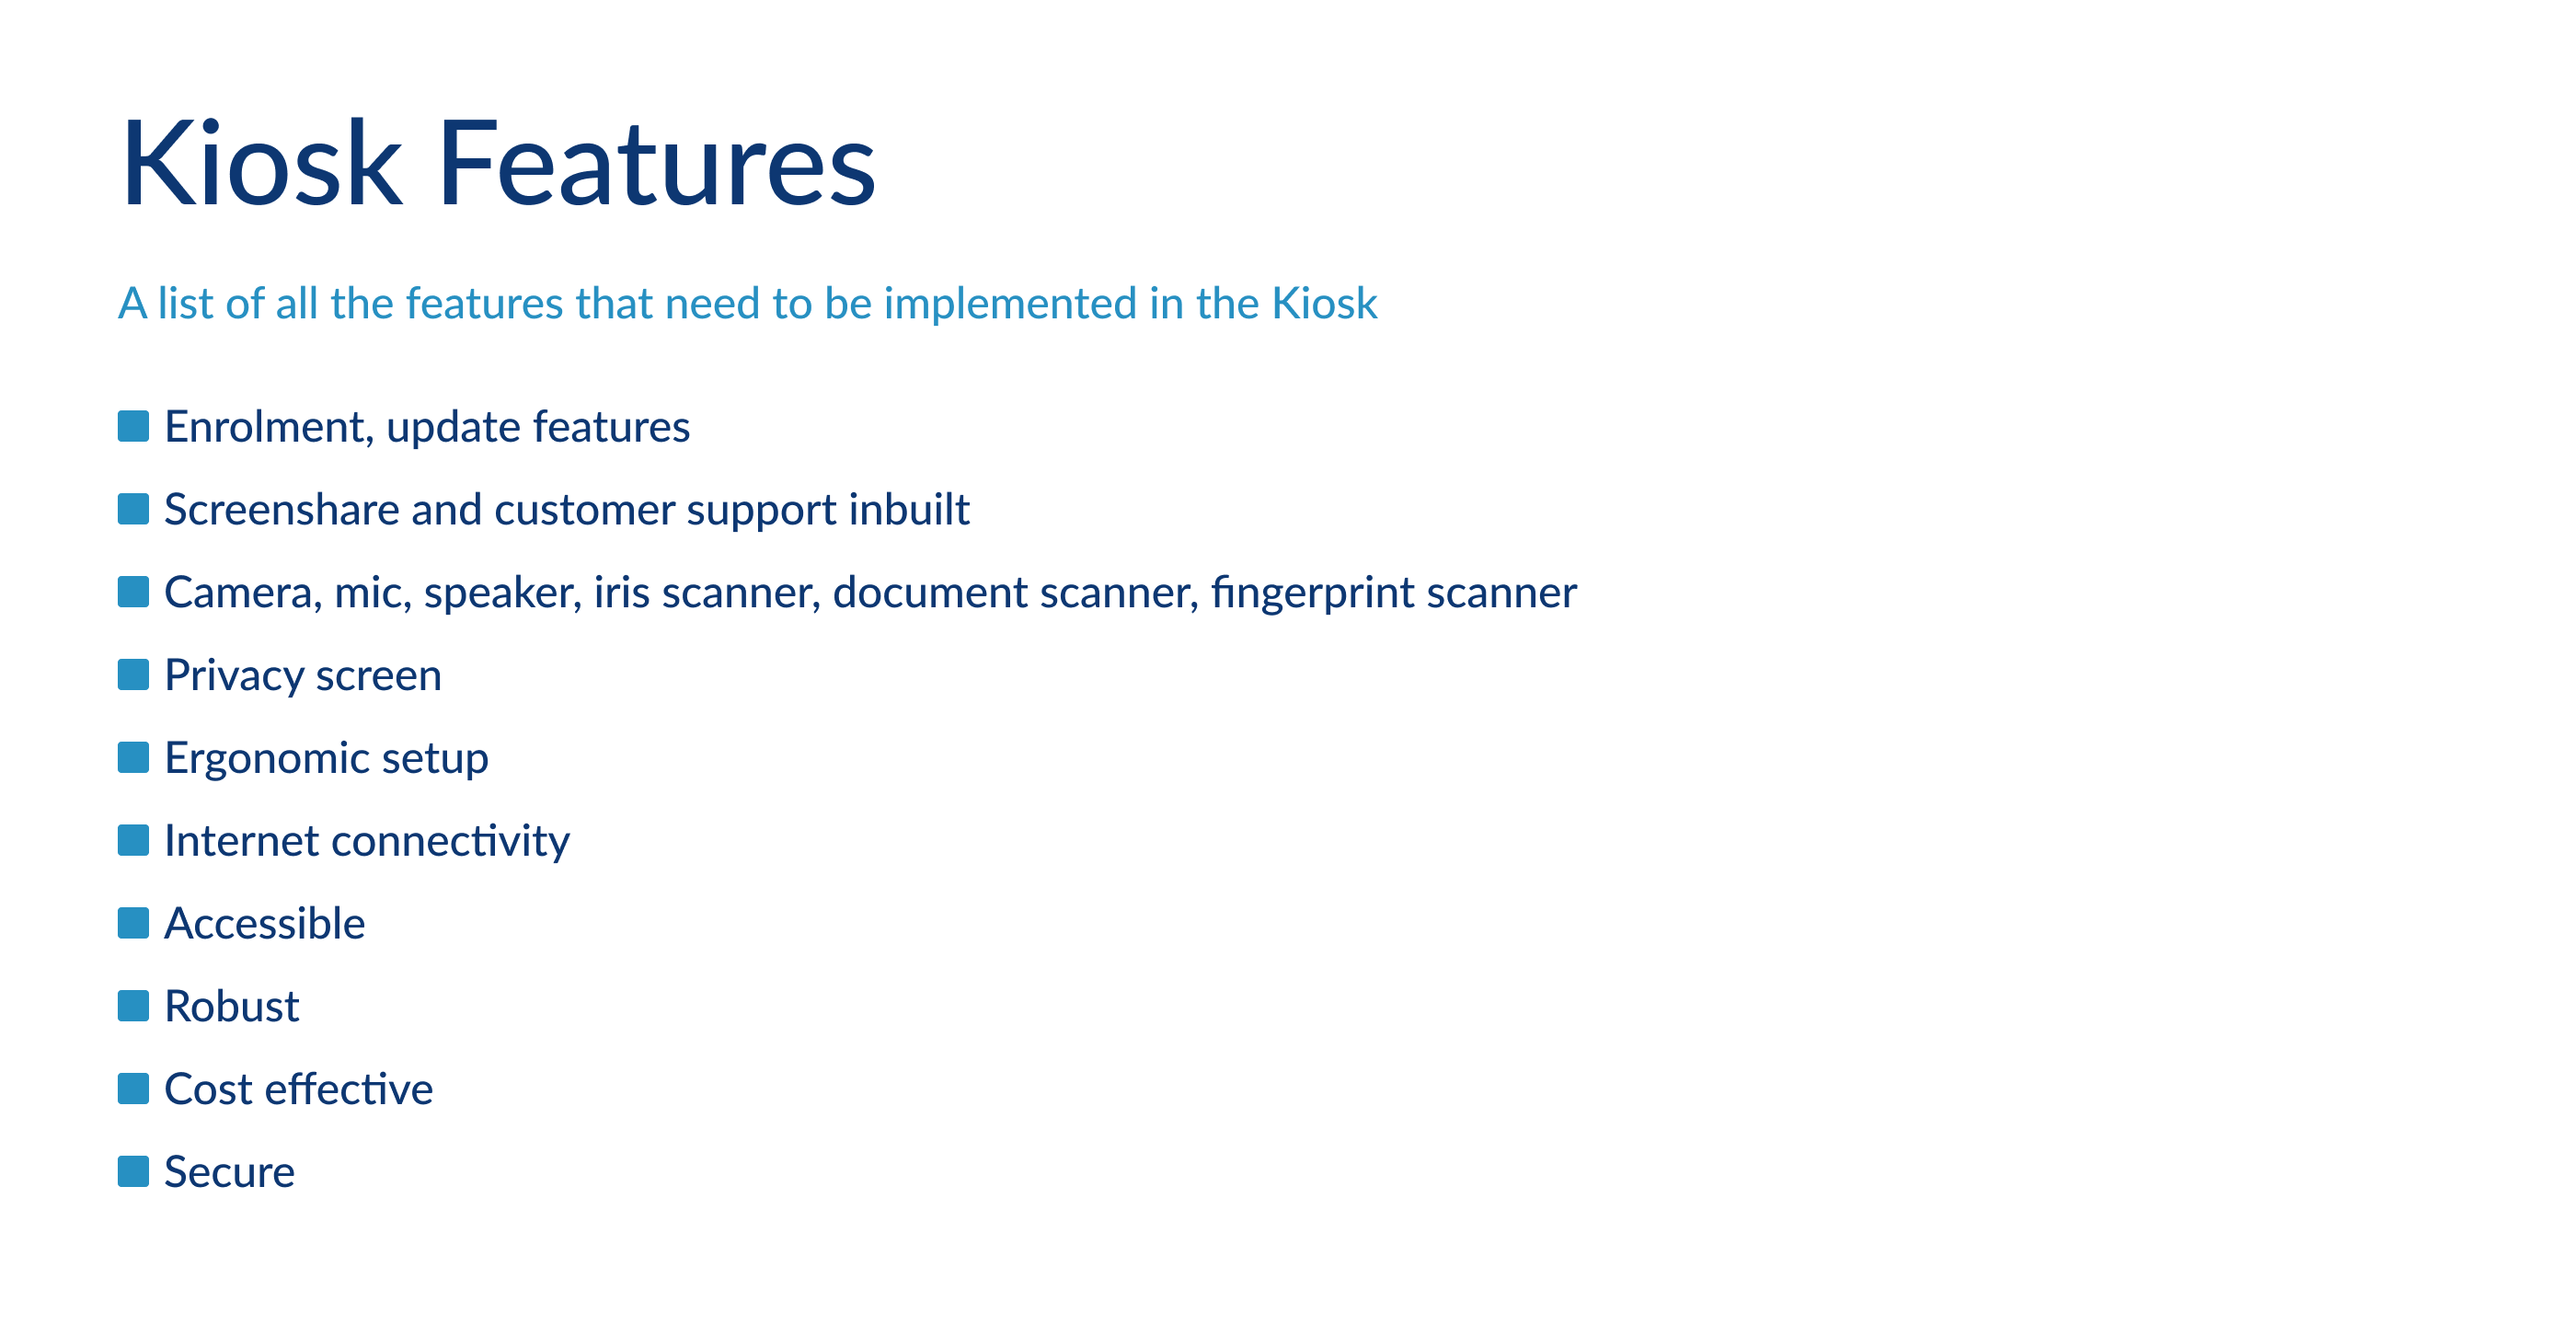 Kiosk Features
A list of all the features that need to be implemented in the Kiosk
Enrolment, update features
Screenshare and customer support inbuilt
Camera, mic, speaker, iris scanner, document scanner, fingerprint scanner
Privacy screen
Ergonomic setup
Internet connectivity
Accessible
Robust
Cost effective
Secure